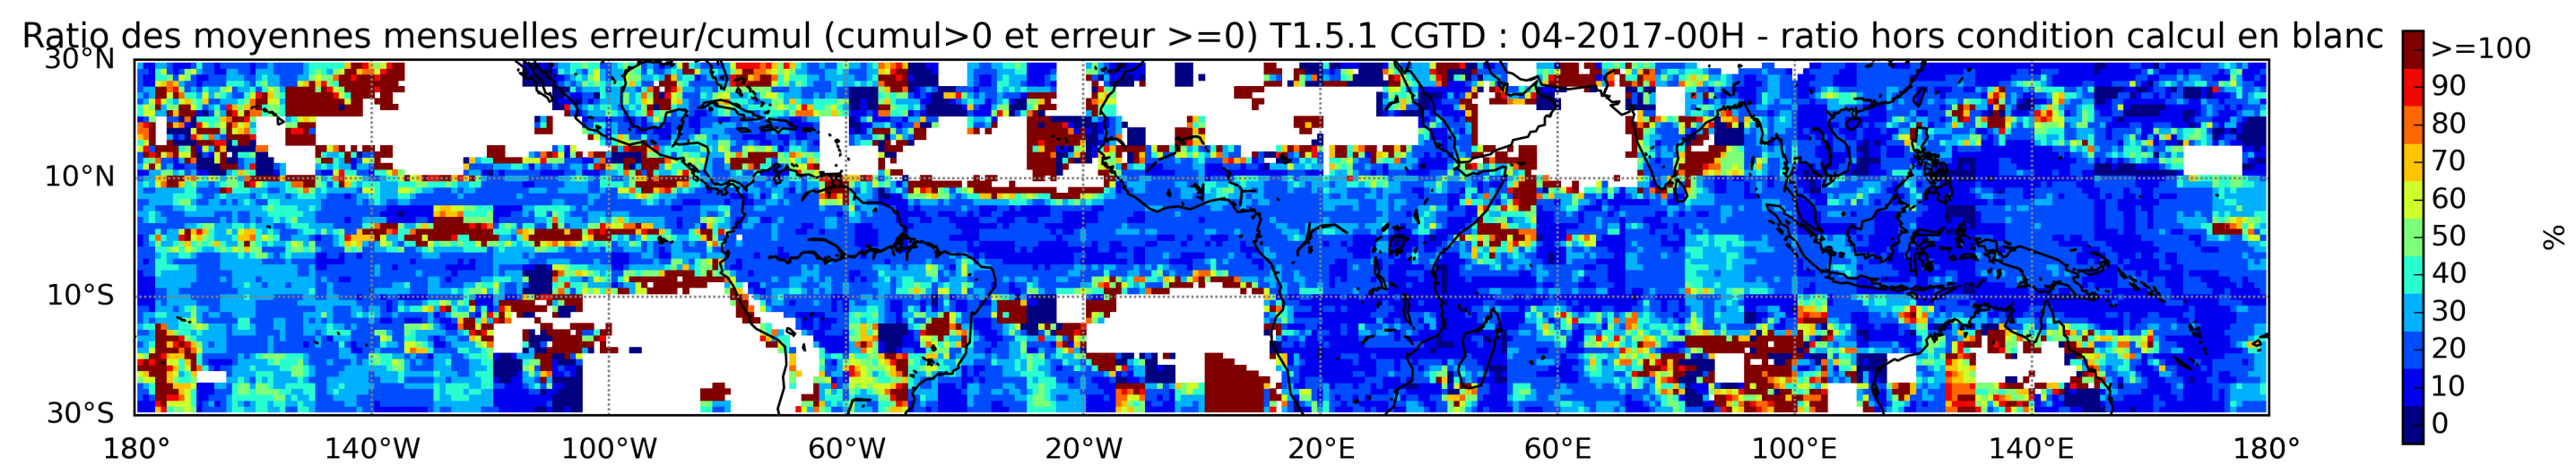 Ratio des moyennes mensuelles erreur/cumul (cumul>0 et erreur >=0) T1.5.1 CGTD : 04-2017-00H - ratio hors condition calcul en blanc
30°N
10°N
10°S
30°S
180° 140°W 100°W 60°W 20°W 20°E 60°E 100°E 140°E 180°
>=100
90
80
70
60
50
40
30
20
10
0
%